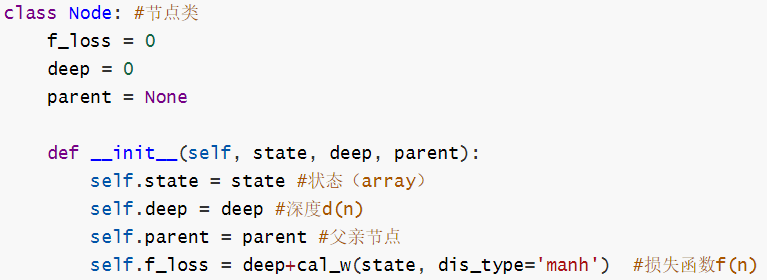 class Node: #节点类
    f_loss = 0
    deep = 0
    parent = None
    def __init__(self, state, deep, parent):
        self.state = state #状态（array）
        self.deep = deep #深度d(n)
        self.parent = parent #父亲节点
        self.f_loss = deep+cal_w(state, dis_type='manh')  #损失函数f(n)